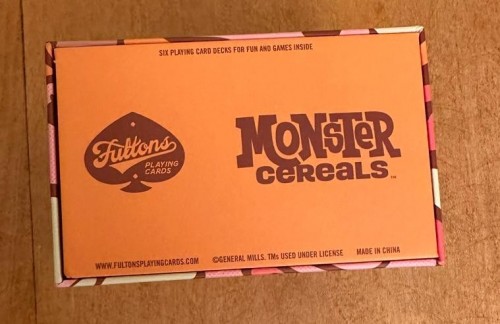 SIX PLAYING CARD DECKS FOR FUN AND GAMES INSIDE
Fultons
PLAYING
CARDS
MONSTER
CEREALS™
WWW.FULTONSPLAYINGCARDS.COM ©GENERAL MILLS. TMs USED UNDER LICENSE MADE IN CHINA